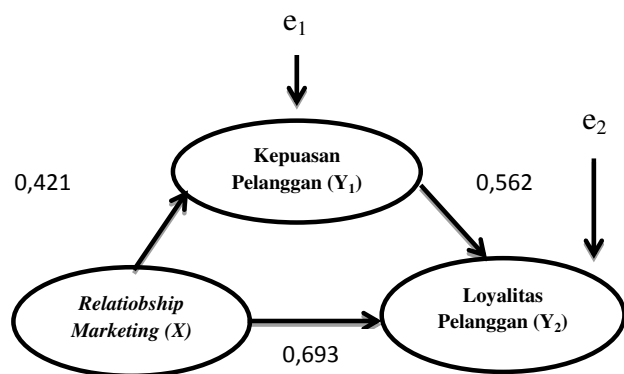 e₁
e₂
Kepuasan
Pelanggan (Y₁)
0,421
0,562
Relatiobship
Marketing (X)
Loyalitas
Pelanggan (Y₂)
0,693